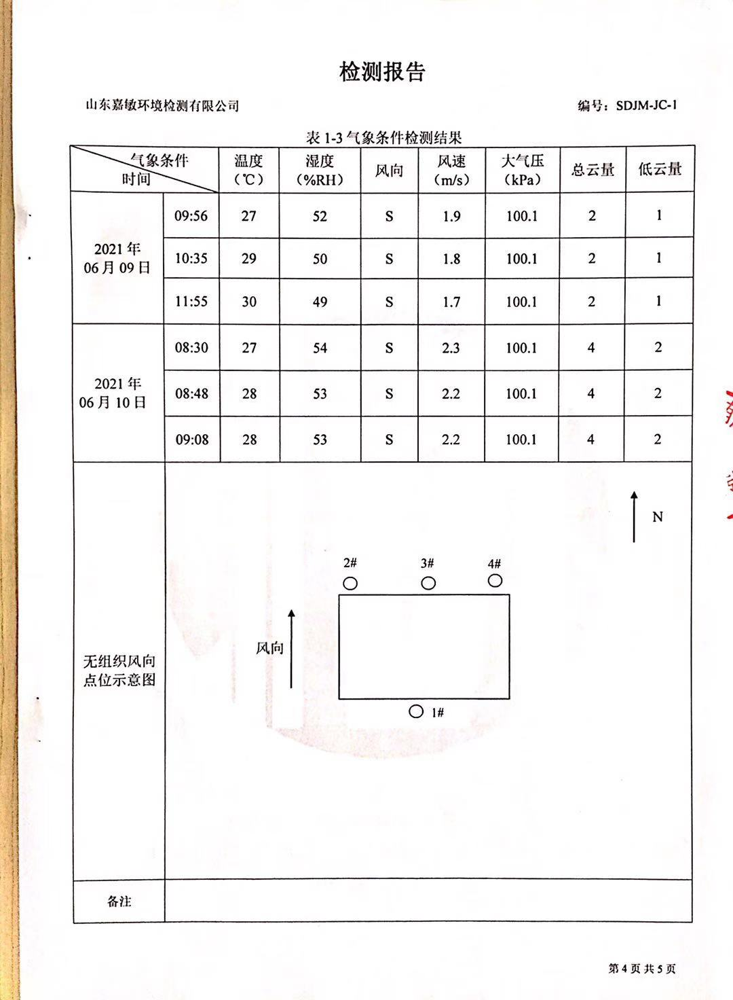 检测报告
山东嘉敏环境检测有限公司 编号：SDJM-JC-1
表 1-3 气象条件检测结果
气象条件 时间 温度（℃） 湿度（%RH） 风向 风速（m/s） 大气压（kPa） 总云量 低云量
2021 年 06 月 09 日 09:56 27 52 S 1.9 100.1 2 1
10:35 29 50 S 1.8 100.1 2 1
11:55 30 49 S 1.7 100.1 2 1
2021 年 06 月 10 日 08:30 27 54 S 2.3 100.1 4 2
08:48 28 53 S 2.2 100.1 4 2
09:08 28 53 S 2.2 100.1 4 2
无组织风向
点位示意图
N
2# 3# 4#
风向
1#
备注
第 4 页 共 5 页